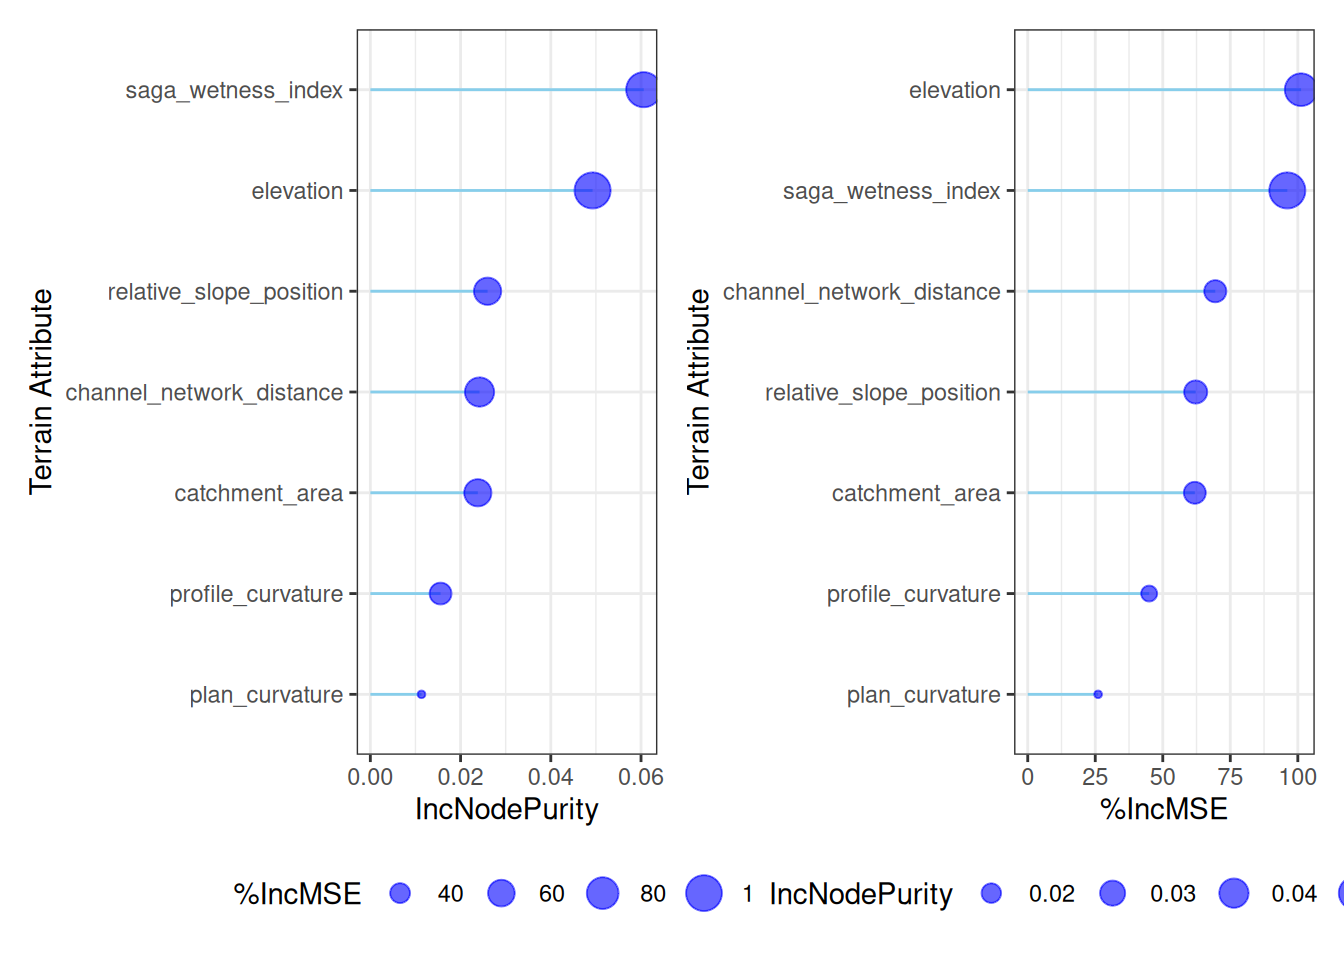 saga_wetness_index
elevation
relative_slope_position
channel_network_distance
catchment_area
profile_curvature
plan_curvature
Terrain Attribute
0.00 0.02 0.04 0.06
IncNodePurity
elevation
saga_wetness_index
channel_network_distance
relative_slope_position
catchment_area
profile_curvature
plan_curvature
Terrain Attribute
0 25 50 75 100
%IncMSE
%IncMSE 40 60 80 1 IncNodePurity 0.02 0.03 0.04